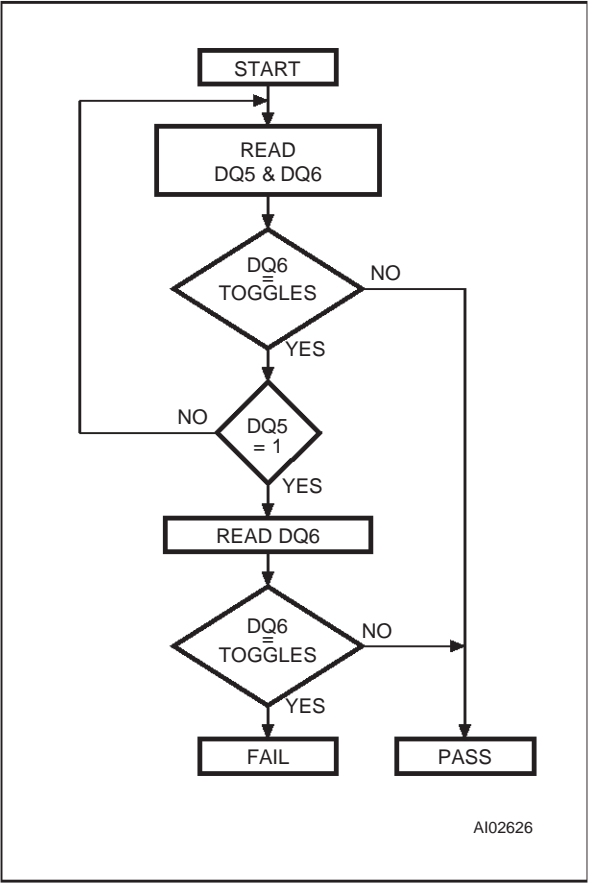 START
READ
DQ5 & DQ6
DQ6
=
TOGGLES
NO
YES
NO
DQ5
= 1
YES
READ DQ6
DQ6
=
TOGGLES
NO
YES
FAIL
PASS
AI02626